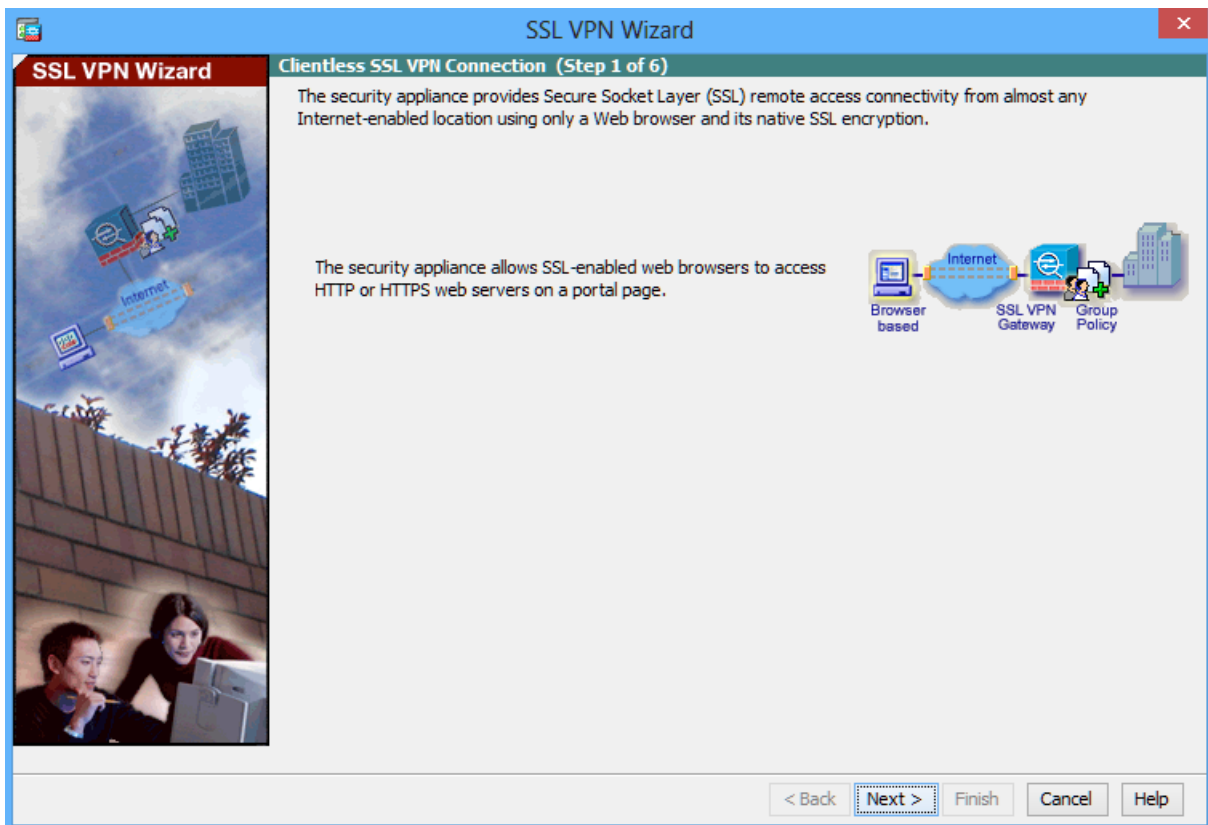 SSL VPN Wizard
SSL VPN Wizard
Clientless SSL VPN Connection (Step 1 of 6)
The security appliance provides Secure Socket Layer (SSL) remote access connectivity from almost any
Internet-enabled location using only a Web browser and its native SSL encryption.
Internet
The security appliance allows SSL-enabled web browsers to access
HTTP or HTTPS web servers on a portal page.
Internet
Browser
based
SSL VPN
Gateway
Group
Policy
< Back
Next >
Finish
Cancel
Help